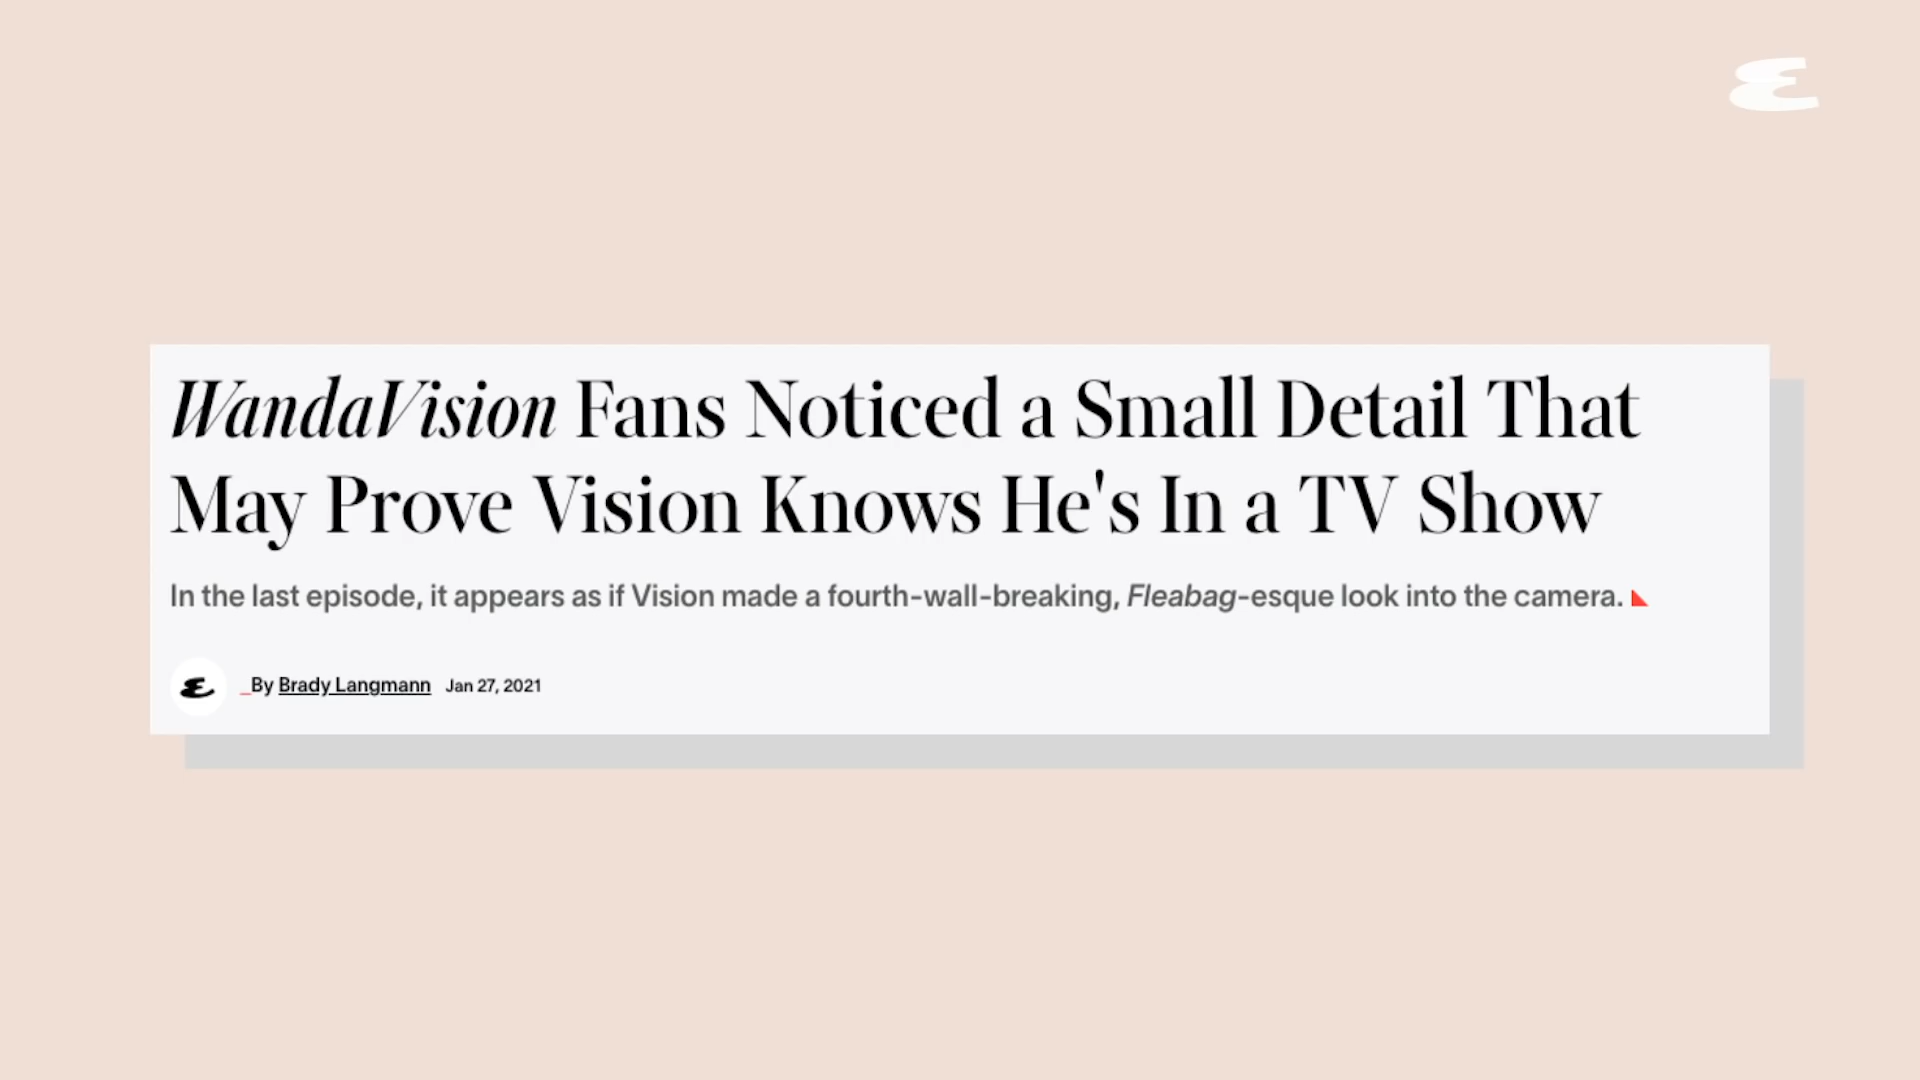 WandaVision Fans Noticed a Small Detail That
May Prove Vision Knows He's In a TV Show
In the last episode, it appears as if Vision made a fourth-wall-breaking, Fleabag-esque look into the camera.
_By Brady Langmann Jan 27, 2021